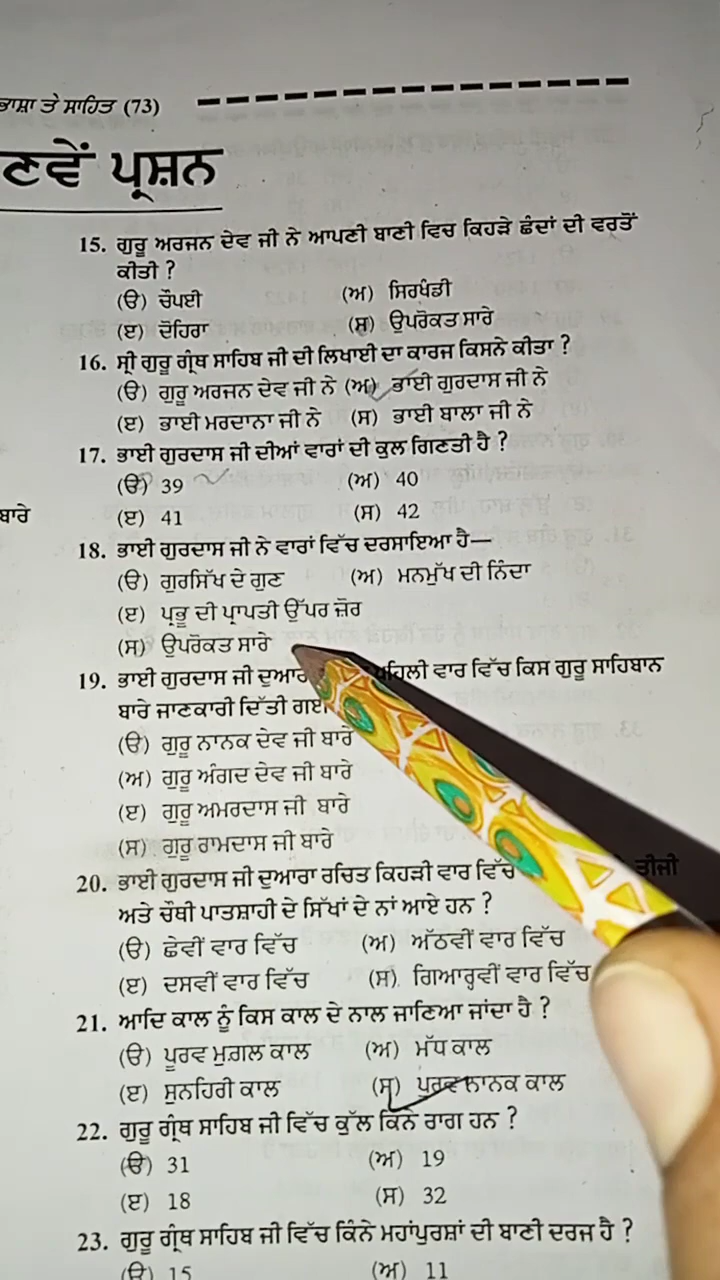 ਭਾਸ਼ਾ ਤੇ ਸਾਹਿਤ (73)
ਣਵੇਂ ਪ੍ਰਸ਼ਨ
15. ਗੁਰੂ ਅਰਜਨ ਦੇਵ ਜੀ ਨੇ ਆਪਣੀ ਬਾਣੀ ਵਿਚ ਕਿਹੜੇ ਛੰਦਾਂ ਦੀ ਵਰਤੋਂ
ਕੀਤੀ ?
(ੳ) ਚੌਪਈ (ਅ) ਸਿਰਖੰਡੀ
(ੲ) ਦੋਹਿਰਾ (ਸ) ਉਪਰੋਕਤ ਸਾਰੇ
16. ਸ੍ਰੀ ਗੁਰੂ ਗ੍ਰੰਥ ਸਾਹਿਬ ਜੀ ਦੀ ਲਿਖਾਈ ਦਾ ਕਾਰਜ ਕਿਸਨੇ ਕੀਤਾ ?
(ੳ) ਗੁਰੂ ਅਰਜਨ ਦੇਵ ਜੀ ਨੇ (ਅ) ਭਾਈ ਗੁਰਦਾਸ ਜੀ ਨੇ
(ੲ) ਭਾਈ ਮਰਦਾਨਾ ਜੀ ਨੇ (ਸ) ਭਾਈ ਬਾਲਾ ਜੀ ਨੇ
17. ਭਾਈ ਗੁਰਦਾਸ ਜੀ ਦੀਆਂ ਵਾਰਾਂ ਦੀ ਕੁਲ ਗਿਣਤੀ ਹੈ ?
(ੳ) 39 (ਅ) 40
ਬਾਰੇ
(ੲ) 41 (ਸ) 42
18. ਭਾਈ ਗੁਰਦਾਸ ਜੀ ਨੇ ਵਾਰਾਂ ਵਿੱਚ ਦਰਸਾਇਆ ਹੈ—
(ੳ) ਗੁਰਸਿੱਖ ਦੇ ਗੁਣ (ਅ) ਮਨਮੁੱਖ ਦੀ ਨਿੰਦਾ
(ੲ) ਪ੍ਰਭੂ ਦੀ ਪ੍ਰਾਪਤੀ ਉੱਪਰ ਜ਼ੋਰ
(ਸ) ਉਪਰੋਕਤ ਸਾਰੇ
19. ਭਾਈ ਗੁਰਦਾਸ ਜੀ ਪਹਿਲੀ ਵਾਰ ਵਿੱਚ ਕਿਸ ਗੁਰੂ ਸਾਹਿਬਾਨ
ਬਾਰੇ ਜਾਣਕਾਰੀ ਦਿੱਤੀ
(ੳ) ਗੁਰੂ ਨਾਨਕ ਦੇਵ ਜੀ ਬਾਰੇ
(ਅ) ਗੁਰੂ ਅੰਗਦ ਦੇਵ ਜੀ ਬਾਰੇ
(ੲ) ਗੁਰੂ ਅਮਰਦਾਸ ਜੀ ਬਾਰੇ
(ਸ) ਗੁਰੂ ਰਾਮਦਾਸ ਜੀ ਬਾਰੇ
20. ਭਾਈ ਗੁਰਦਾਸ ਜੀ ਦੁਆਰਾ ਰਚਿਤ ਕਿਹੜੀ ਵਾਰ ਵਿੱਚ ਤੀਜੀ
ਅਤੇ ਚੌਥੀ ਪਾਤਸ਼ਾਹੀ ਦੇ ਸਿੱਖਾਂ ਦੇ ਨਾਂ ਆਏ ਹਨ ?
(ੳ) ਛੇਵੀਂ ਵਾਰ ਵਿੱਚ (ਅ) ਅੱਠਵੀਂ ਵਾਰ ਵਿੱਚ
(ੲ) ਦਸਵੀਂ ਵਾਰ ਵਿੱਚ (ਸ) ਗਿਆਰ੍ਹਵੀਂ ਵਾਰ ਵਿੱਚ
21. ਆਦਿ ਕਾਲ ਨੂੰ ਕਿਸ ਕਾਲ ਦੇ ਨਾਲ ਜਾਣਿਆ ਜਾਂਦਾ ਹੈ ?
(ੳ) ਪੂਰਵ ਮੁਗ਼ਲ ਕਾਲ (ਅ) ਮੱਧ ਕਾਲ
(ੲ) ਸੁਨਹਿਰੀ ਕਾਲ (ਸ) ਪੂਰਵ ਨਾਨਕ ਕਾਲ
22. ਗੁਰੂ ਗ੍ਰੰਥ ਸਾਹਿਬ ਜੀ ਵਿੱਚ ਕੁੱਲ ਕਿੰਨੇ ਰਾਗ ਹਨ ?
(ੳ) 31 (ਅ) 19
(ੲ) 18 (ਸ) 32
23. ਗੁਰੂ ਗ੍ਰੰਥ ਸਾਹਿਬ ਜੀ ਵਿੱਚ ਕਿੰਨੇ ਮਹਾਂਪੁਰਸ਼ਾਂ ਦੀ ਬਾਣੀ ਦਰਜ ਹੈ ?
(ੳ) 15 (ਅ) 11